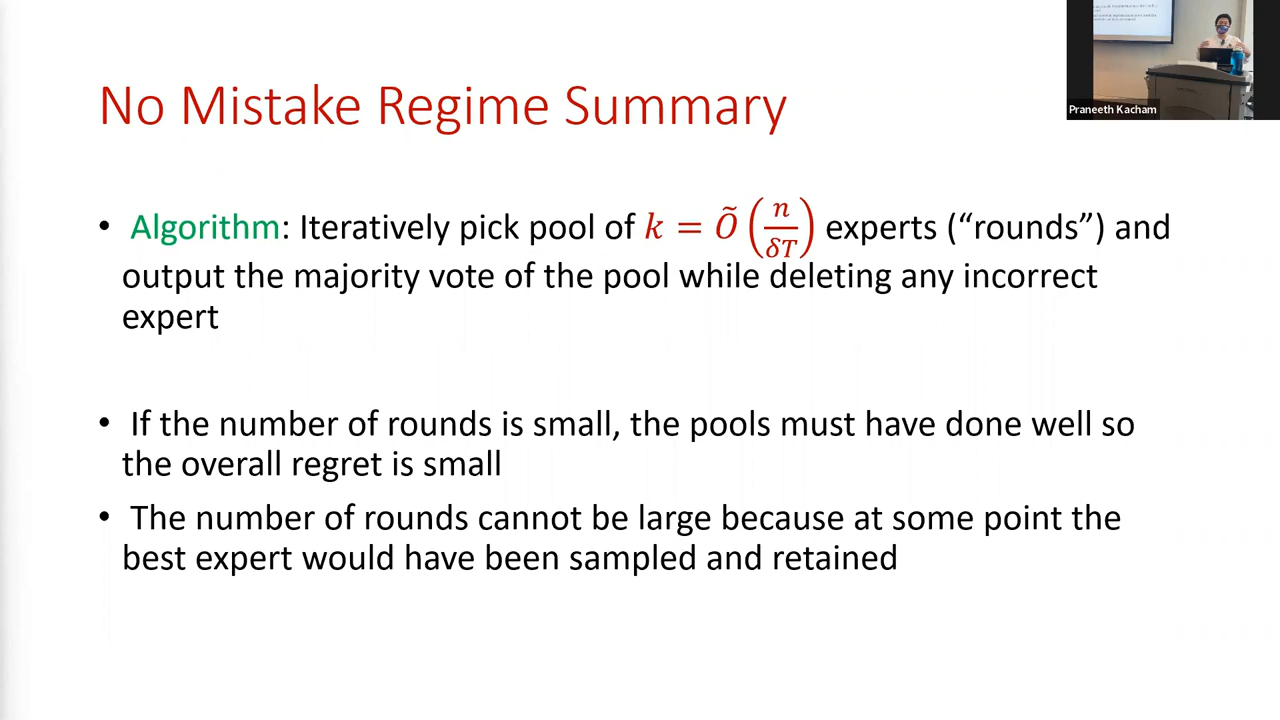 No Mistake Regime Summary
• Algorithm: Iteratively pick pool of k = Õ(n/δT) experts (“rounds”) and
output the majority vote of the pool while deleting any incorrect
expert
• If the number of rounds is small, the pools must have done well so
the overall regret is small
• The number of rounds cannot be large because at some point the
best expert would have been sampled and retained
Praneeth Kacham